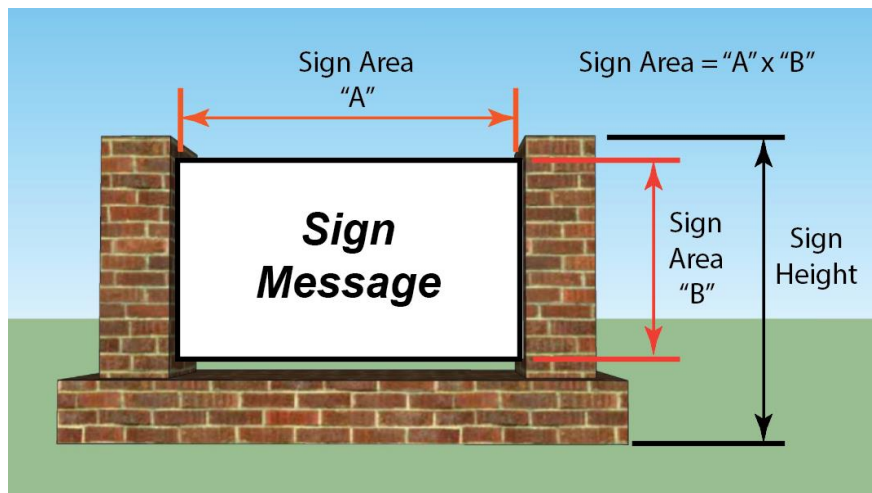 Sign Area
“A”
Sign Area = “A” x “B”
Sign
Message
Sign
Area
“B”
Sign
Height